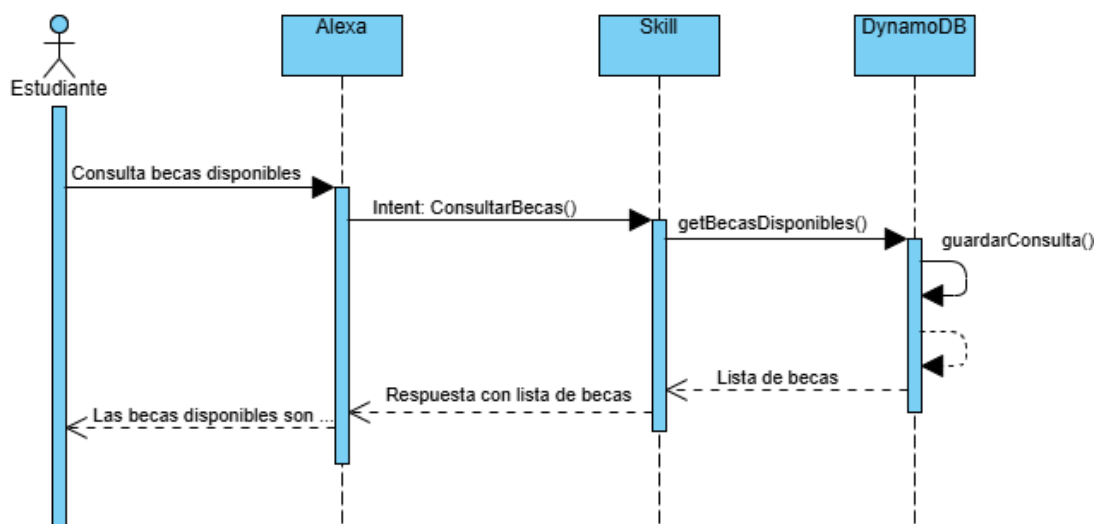 Alexa
Skill
DynamoDB
Estudiante
Consulta becas disponibles
Intent: ConsultarBecas()
getBecasDisponibles()
guardarConsulta()
Lista de becas
Respuesta con lista de becas
Las becas disponibles son ...